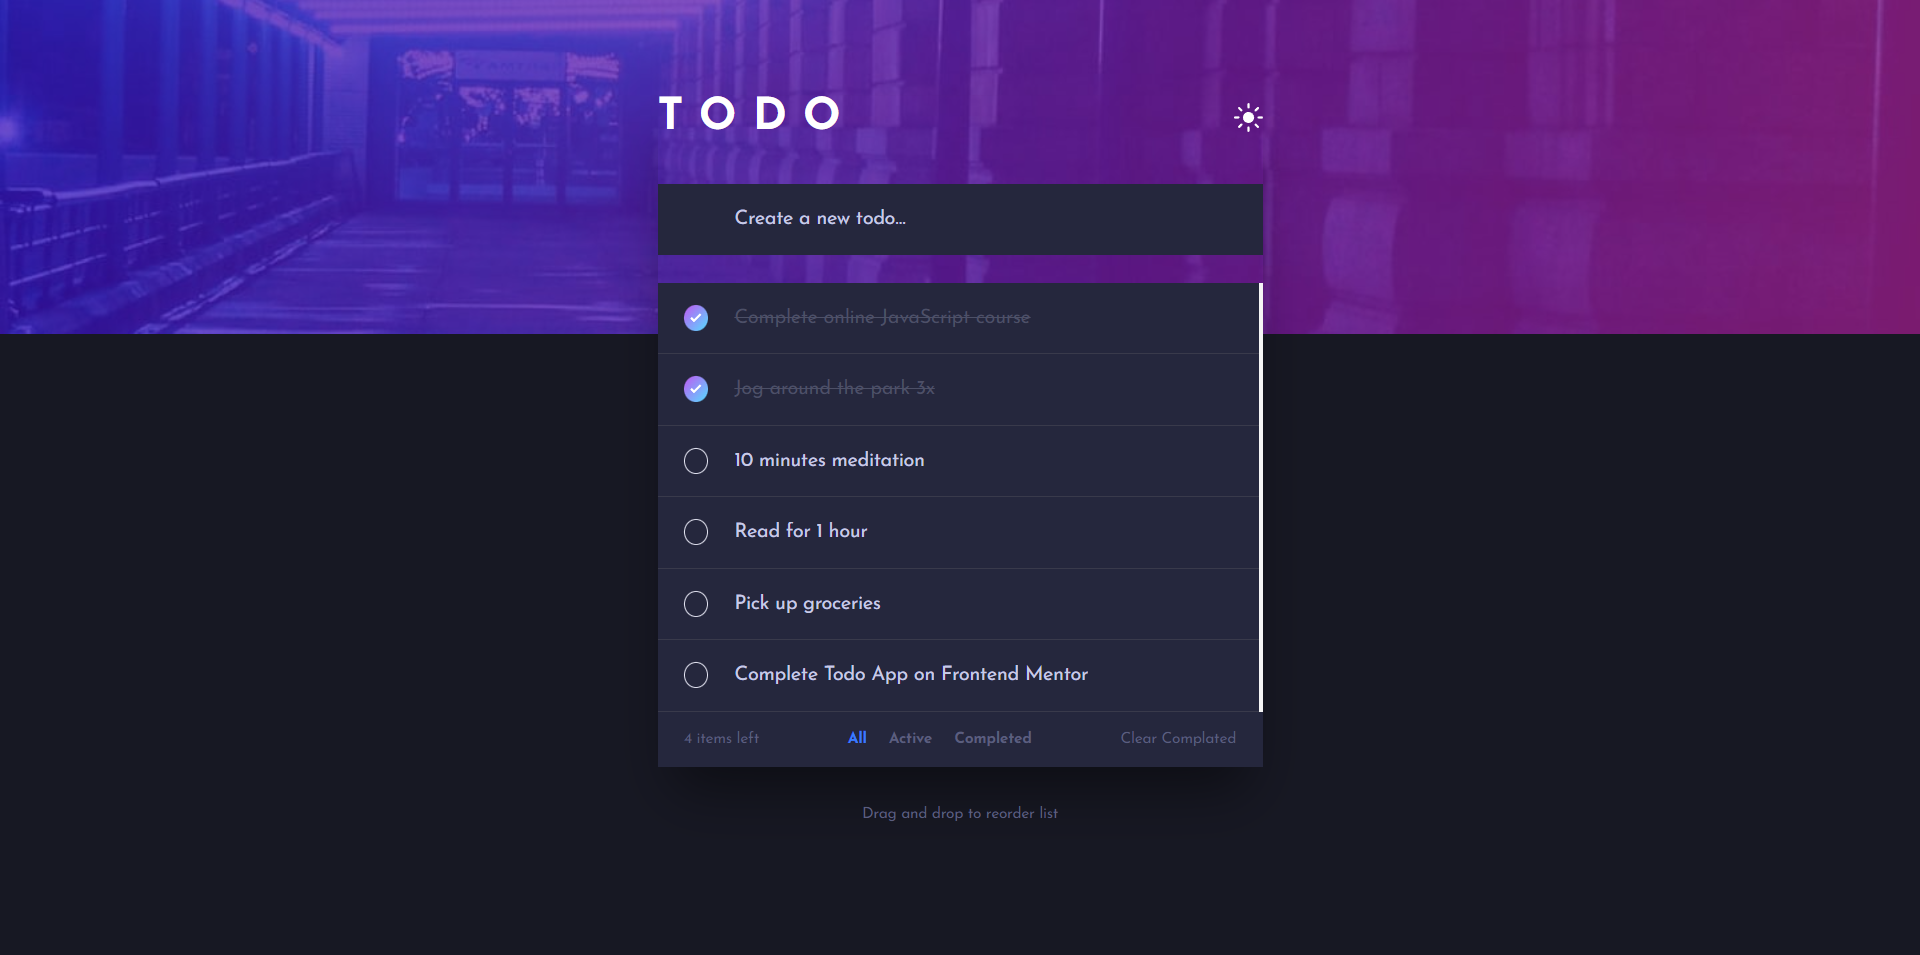 TODO
Create a new todo...
Complete online JavaScript course
Jog around the park 3x
10 minutes meditation
Read for 1 hour
Pick up groceries
Complete Todo App on Frontend Mentor
4 items left All Active Completed Clear Complated
Drag and drop to reorder list